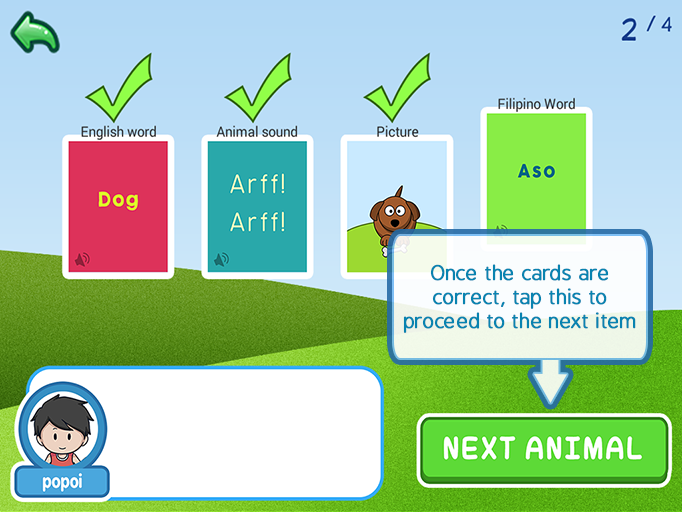 2 / 4
English word
Animal sound
Picture
Filipino Word
Dog
Arff!
Arff!
Aso
Once the cards are
correct, tap this to
proceed to the next item
NEXT ANIMAL
popoi